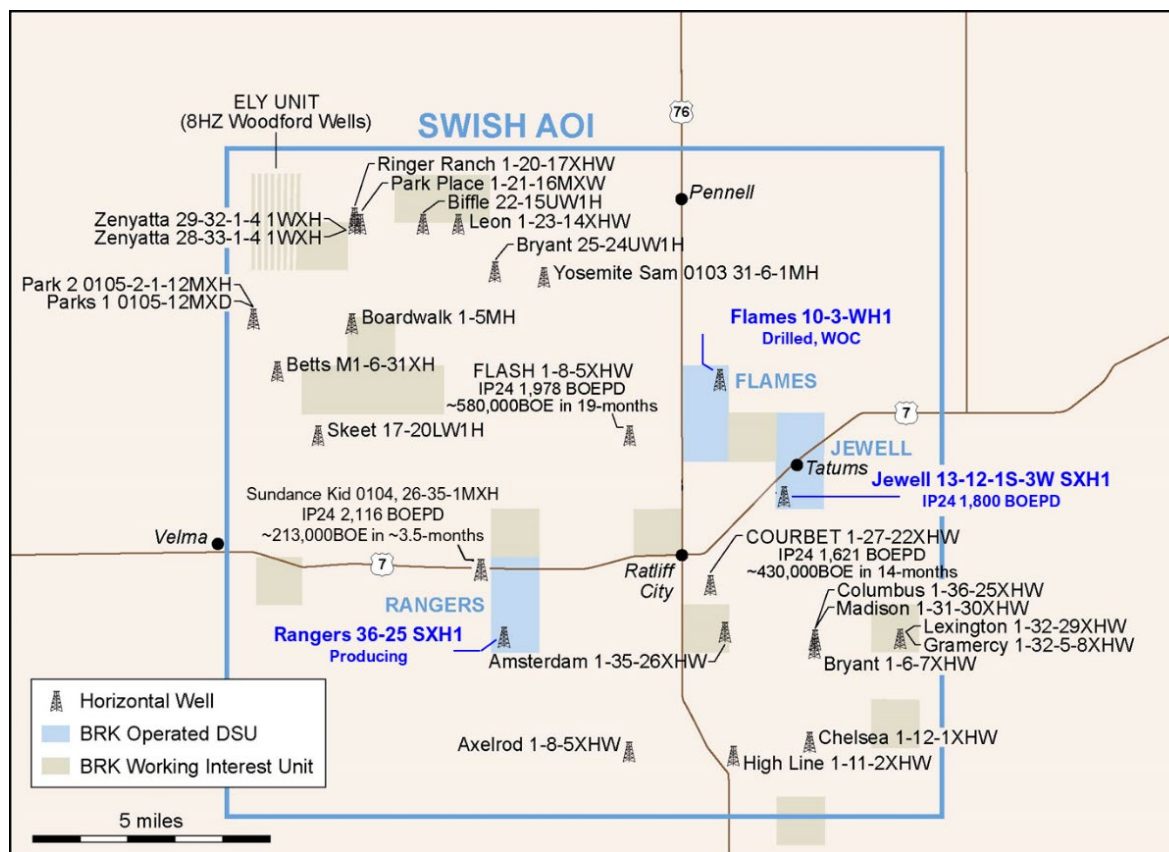 76
ELY UNIT
(8HZ Woodford Wells)
SWISH AOI
Ringer Ranch 1-20-17XHW
Park Place 1-21-16MXW
Biffle 22-15UW1H
Leon 1-23-14XHW
Pennell
Zenyatta 29-32-1-4 1WXH
Zenyatta 28-33-1-4 1WXH
Bryant 25-24UW1H
Yosemite Sam 0103 31-6-1MH
Park 2 0105-2-1-12MXH
Parks 1 0105-12MXD
Boardwalk 1-5MH
Flames 10-3-WH1
Drilled, WOC
Betts M1-6-31XH
FLASH 1-8-5XHW
IP24 1,978 BOEPD
~580,000BOE in 19-months
FLAMES
7
Skeet 17-20LW1H
JEWELL
Tatums
Jewell 13-12-1S-3W SXH1
IP24 1,800 BOEPD
Sundance Kid 0104, 26-35-1MXH
IP24 2,116 BOEPD
~213,000BOE in ~3.5-months
Velma
COURBET 1-27-22XHW
IP24 1,621 BOEPD
~430,000BOE in 14-months
7
Ratliff
City
Columbus 1-36-25XHW
Madison 1-31-30XHW
Lexington 1-32-29XHW
Gramercy 1-32-5-8XHW
Bryant 1-6-7XHW
RANGERS
Rangers 36-25 SXH1
Producing
Amsterdam 1-35-26XHW
Horizontal Well
BRK Operated DSU
BRK Working Interest Unit
Axelrod 1-8-5XHW
Chelsea 1-12-1XHW
High Line 1-11-2XHW
5 miles